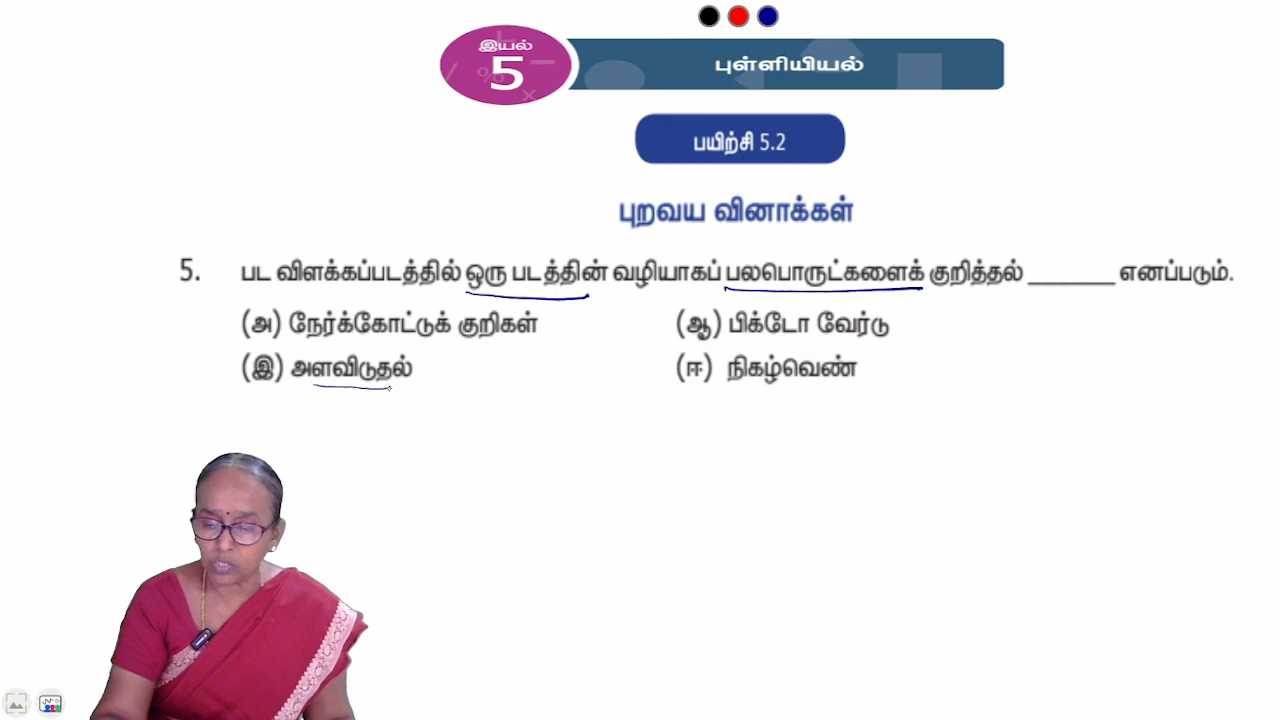 இயல்
5
புள்ளியியல்
பயிற்சி 5.2
புறவய வினாக்கள்
5. பட விளக்கப்படத்தில் ஒரு படத்தின் வழியாகப் பலபொருட்களைக் குறித்தல் _______ எனப்படும்.
(அ) நேர்க்கோட்டுக் குறிகள் (ஆ) பிக்டோ வேர்டு
(இ) அளவிடுதல் (ஈ) நிகழ்வெண்